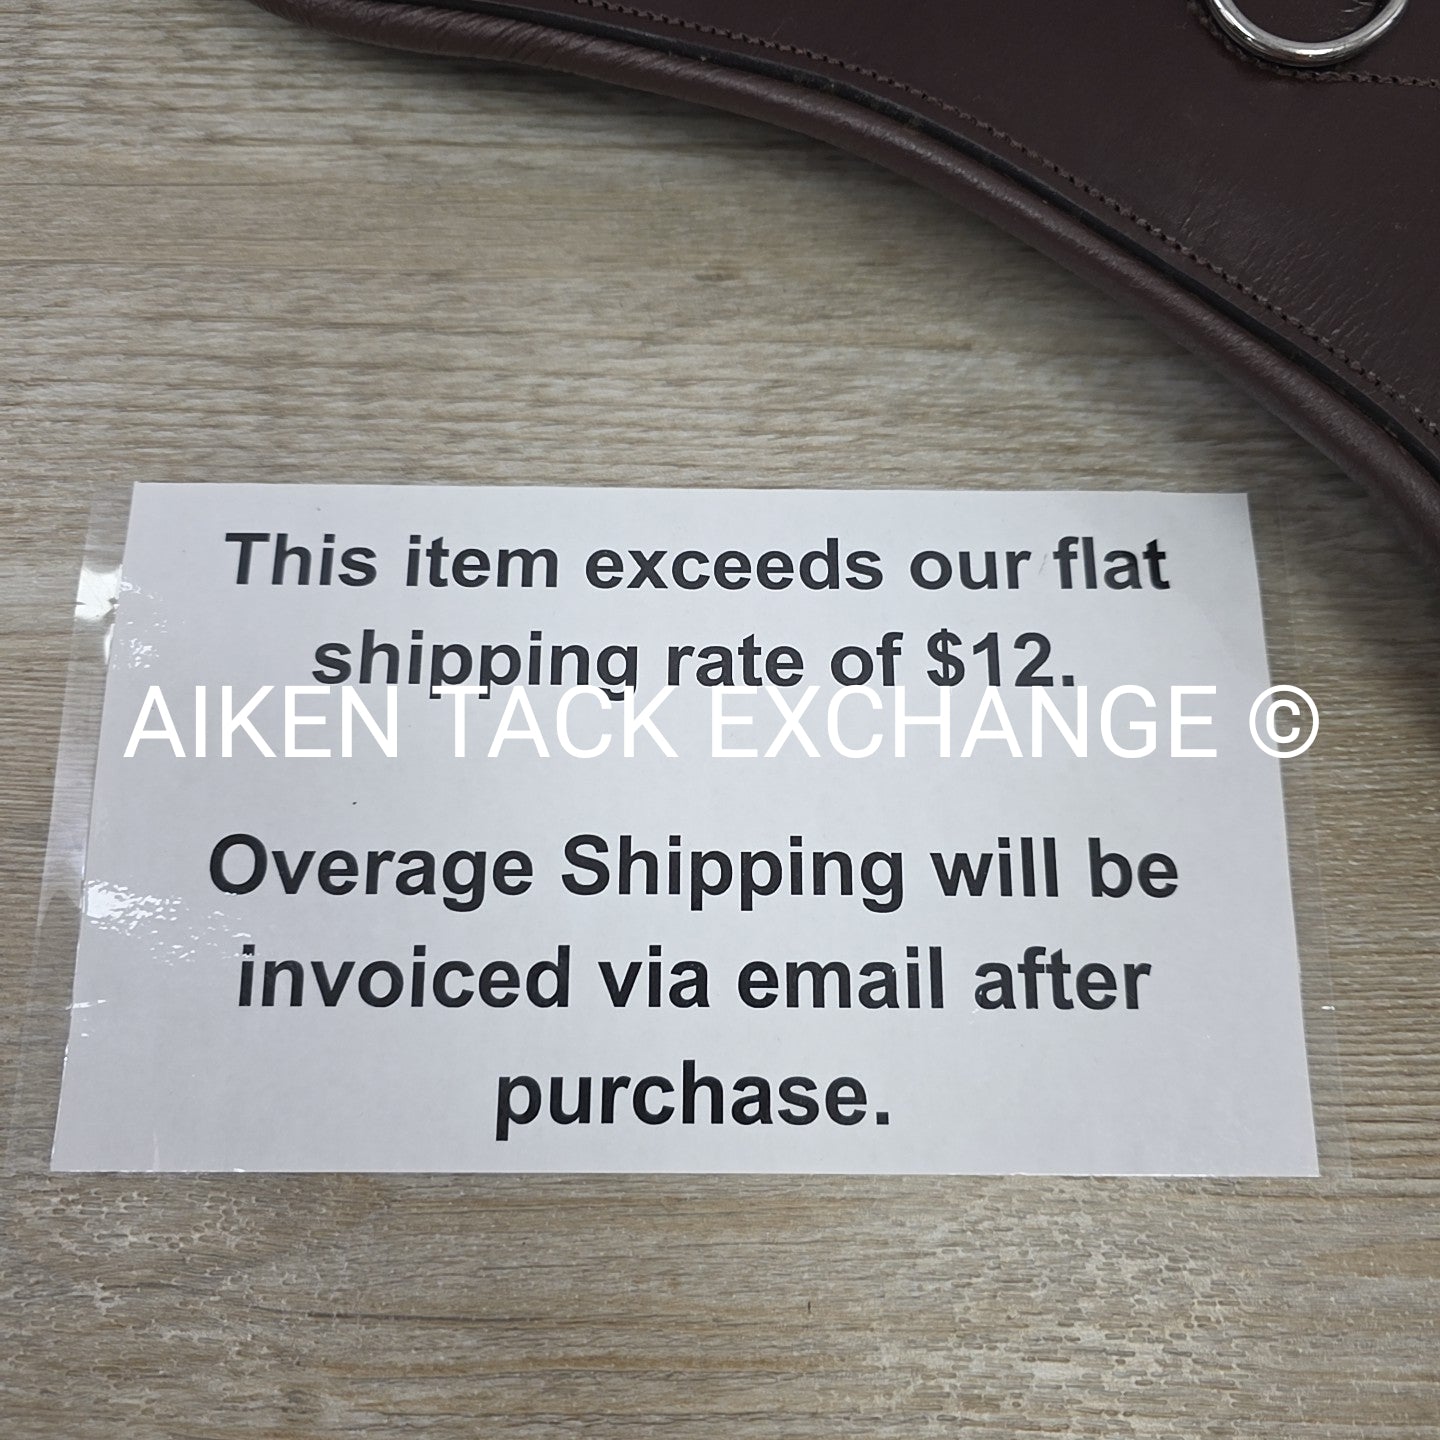 This item exceeds our flat
shipping rate of $12.
AIKEN TACK EXCHANGE ©
Overage Shipping will be
invoiced via email after
purchase.